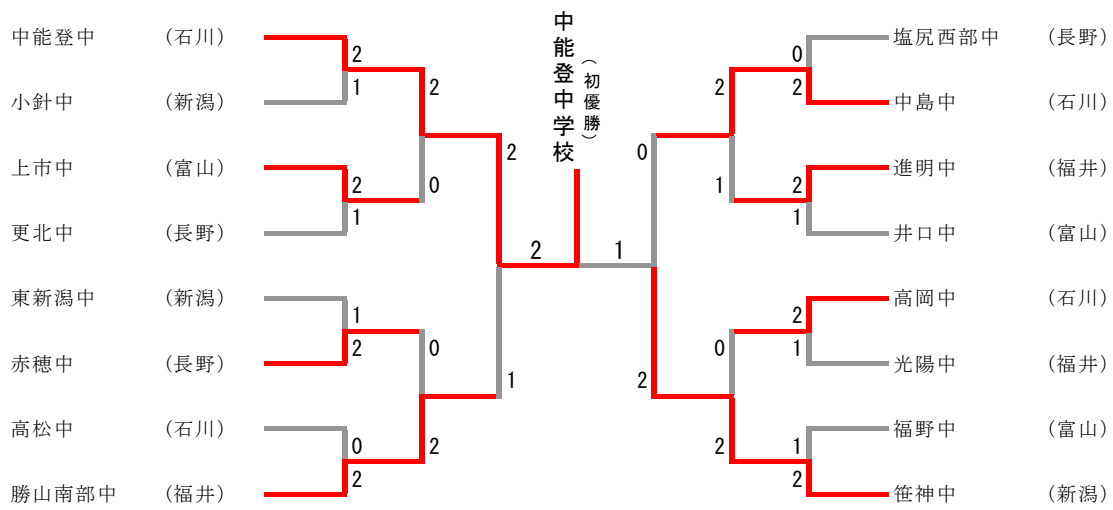 中能登中 (石川)
小針中 (新潟)
上市中 (富山)
更北中 (長野)
東新潟中 (新潟)
赤穂中 (長野)
高松中 (石川)
勝山南部中 (福井)
2
1
2
1
1
2
0
2
2
0
0
2
2
1
2
中能登中学校
(初優勝)
1
0
2
2
1
0
2
0
2
2
1
2
1
1
2
塩尻西部中 (長野)
中島中 (石川)
進明中 (福井)
井口中 (富山)
高岡中 (石川)
光陽中 (福井)
福野中 (富山)
笹神中 (新潟)